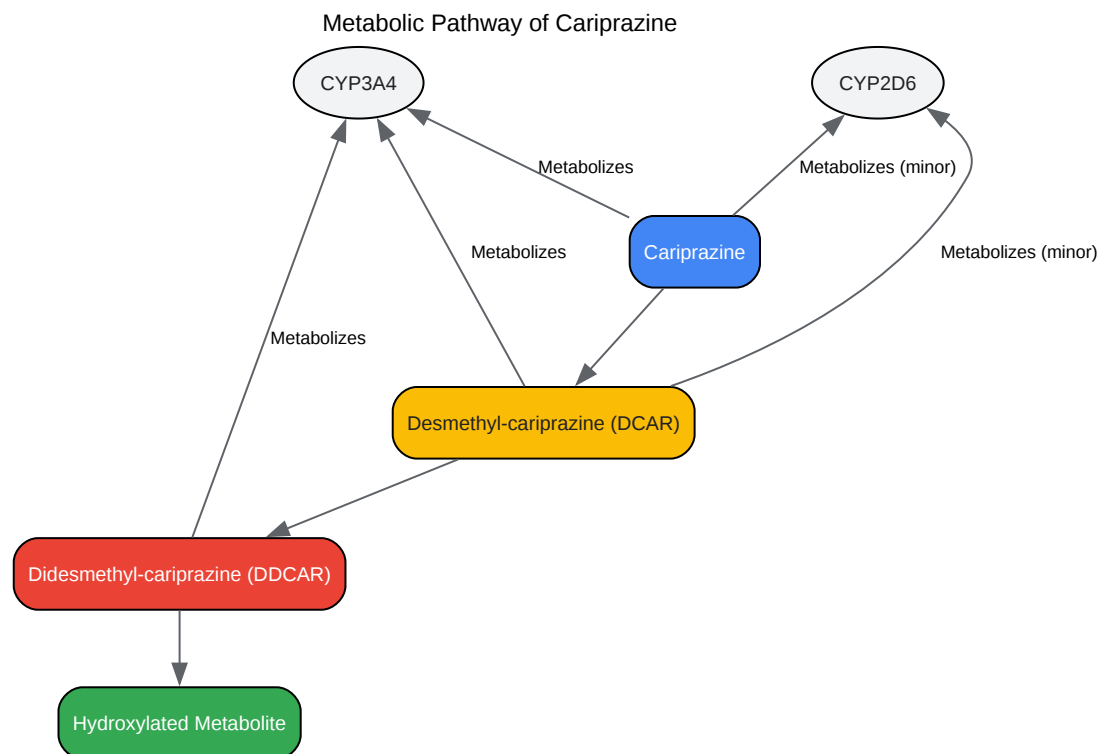 Metabolic Pathway of Cariprazine
CYP3A4
CYP2D6
Metabolizes
Metabolizes (minor)
Cariprazine
Metabolizes
Metabolizes (minor)
Metabolizes
Desmethyl-cariprazine (DCAR)
Didesmethyl-cariprazine (DDCAR)
Hydroxylated Metabolite